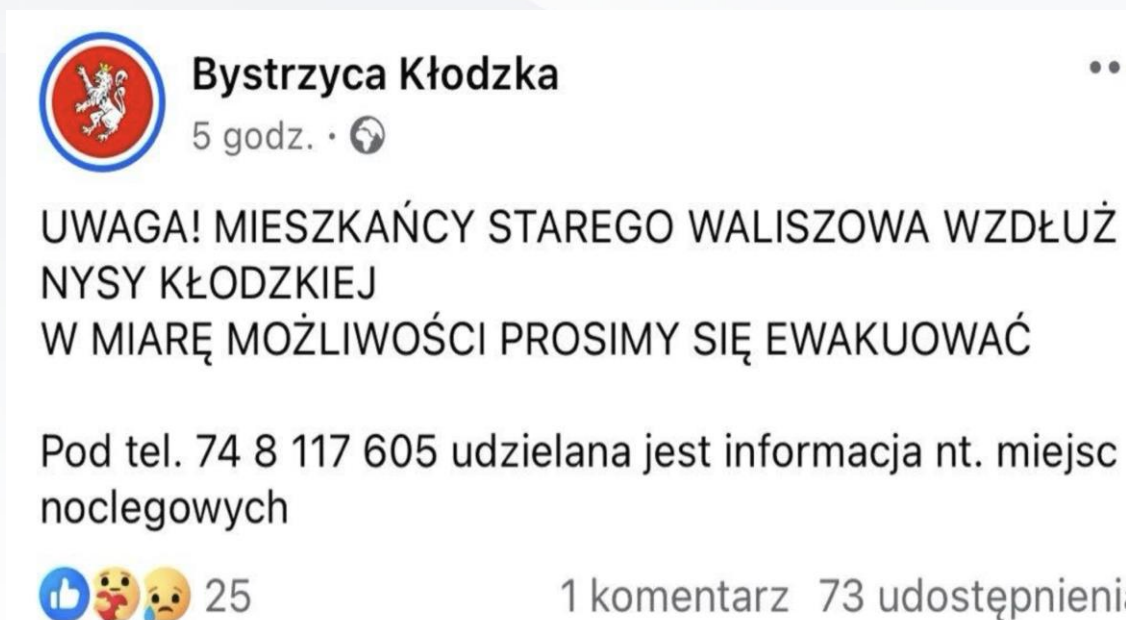 Bystrzyca Kłodzka
5 godz.
UWAGA! MIESZKAŃCY STAREGO WALISZOWA WZDŁUŻ
NYSY KŁODZKIEJ
W MIARĘ MOŻLIWOŚCI PROSIMY SIĘ EWAKUOWAĆ
Pod tel. 74 8 117 605 udzielana jest informacja nt. miejsc
noclegowych
25 1 komentarz 73 udostępnienia